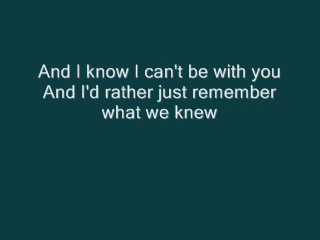 And I know I can't be with you
And I'd rather just remember
what we knew